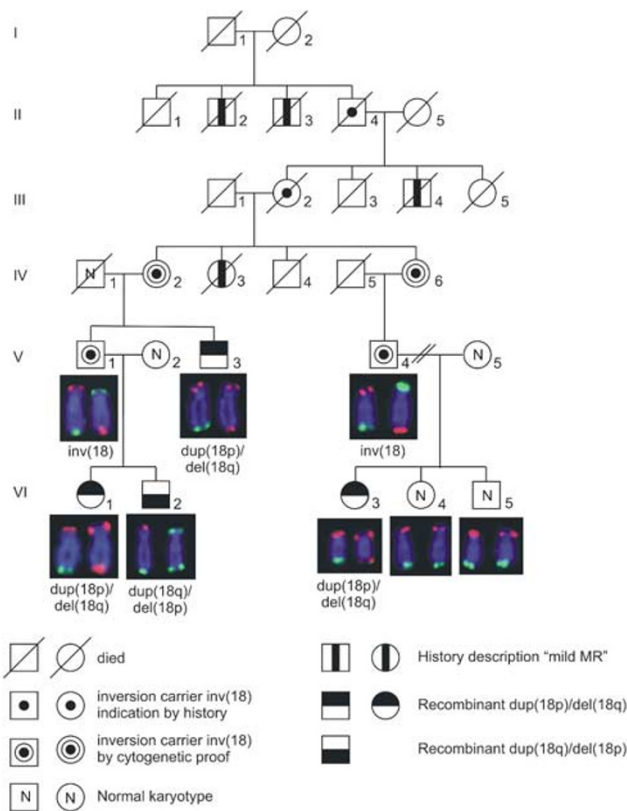 I
1 2
II
1 2 3 4 5
III
1 2 3 4 5
IV
N 1 2 3 4 5 6
V
1 N 2 3 4 N 5
inv(18)
dup(18p)/
del(18q)
inv(18)
VI
1 2 3 N 4 N 5
dup(18p)/
del(18q)
dup(18q)/
del(18p)
dup(18p)/
del(18q)
died
inversion carrier inv(18)
indication by history
inversion carrier inv(18)
by cytogenetic proof
N N Normal karyotype
History description “mild MR”
Recombinant dup(18p)/del(18q)
Recombinant dup(18q)/del(18p)